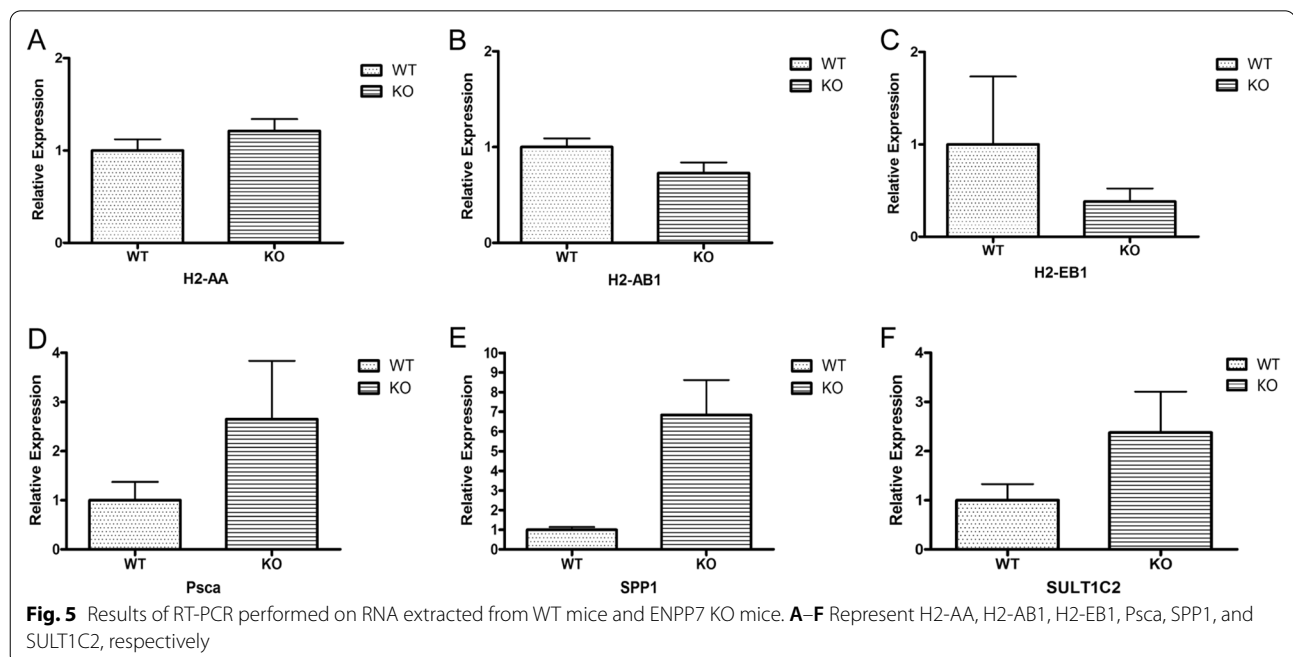 A
2
1
0
Relative Expression
WT
KO
WT
KO
H2-AA
B
2
1
0
Relative Expression
WT
KO
WT
KO
H2-AB1
C
2
1
0
Relative Expression
WT
KO
WT
KO
H2-EB1
D
4
3
2
1
0
Relative Expression
WT
KO
WT
KO
Psca
E
10
9
8
7
6
5
4
3
2
1
0
Relative Expression
WT
KO
WT
KO
SPP1
F
4
3
2
1
0
Relative Expression
WT
KO
WT
KO
SULT1C2
Fig. 5 Results of RT-PCR performed on RNA extracted from WT mice and ENPP7 KO mice. A–F Represent H2-AA, H2-AB1, H2-EB1, Psca, SPP1, and
SULT1C2, respectively